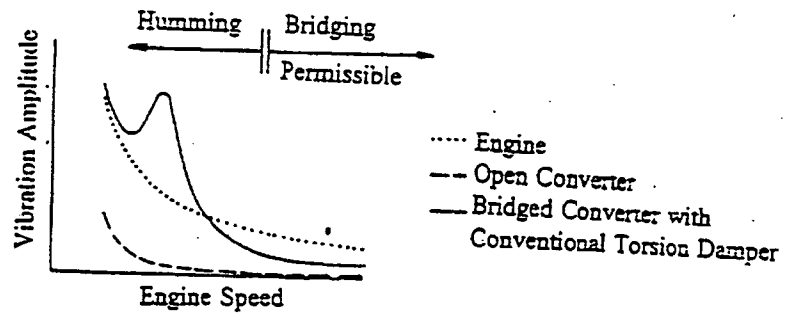 Humming
Bridging
Permissible
Vibration Amplitude
Engine Speed
Engine
Open Converter
Bridged Converter with
Conventional Torsion Damper